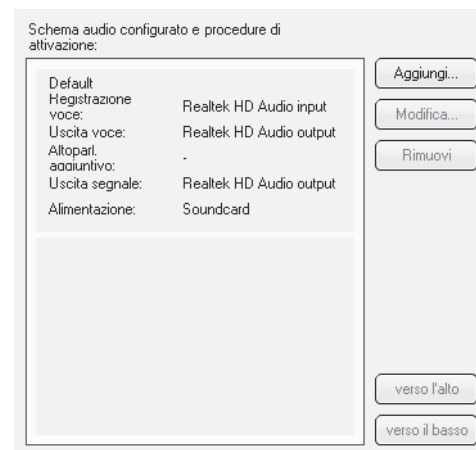 Schema audio configurato e procedure di
attivazione:
Default
Registrazione
voce:
Realtek HD Audio input
Uscita voce:
Realtek HD Audio output
Altoparl.
aggiuntivo:
-
Uscita segnale:
Realtek HD Audio output
Alimentazione:
Soundcard
Aggiungi...
Modifica...
Rimuovi
verso l'alto
verso il basso